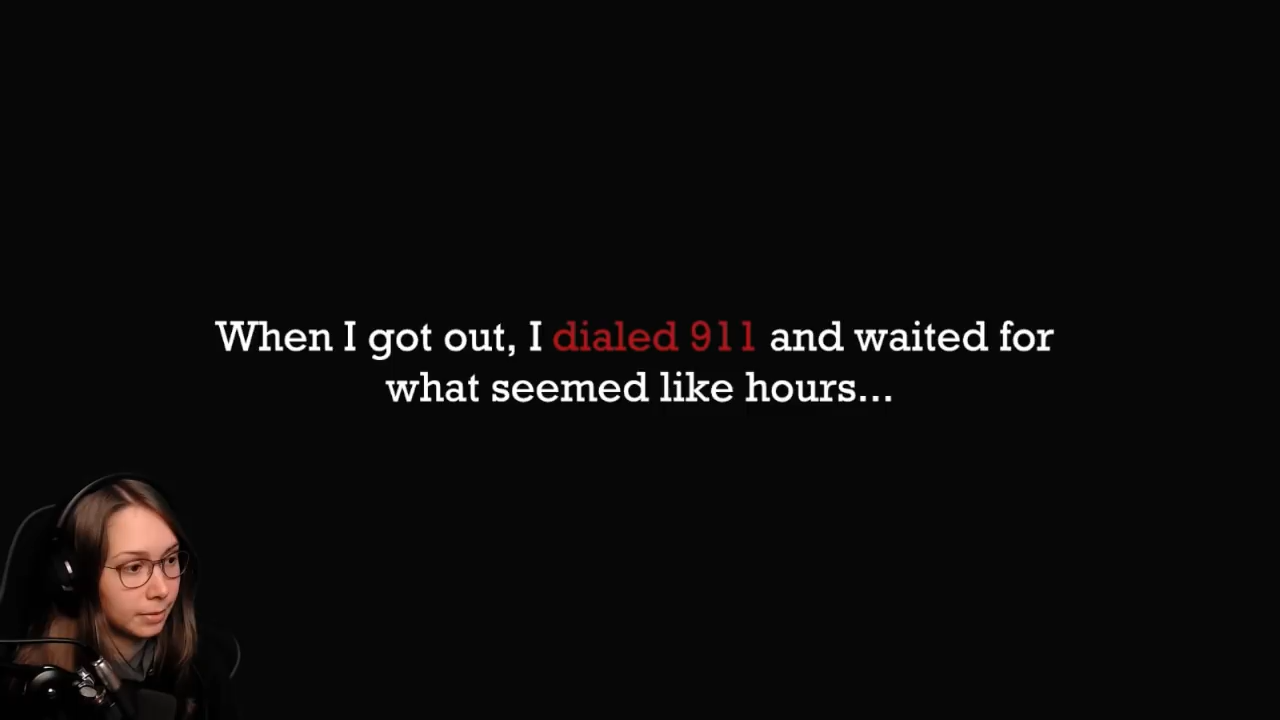 When I got out, I dialed 911 and waited for
what seemed like hours...